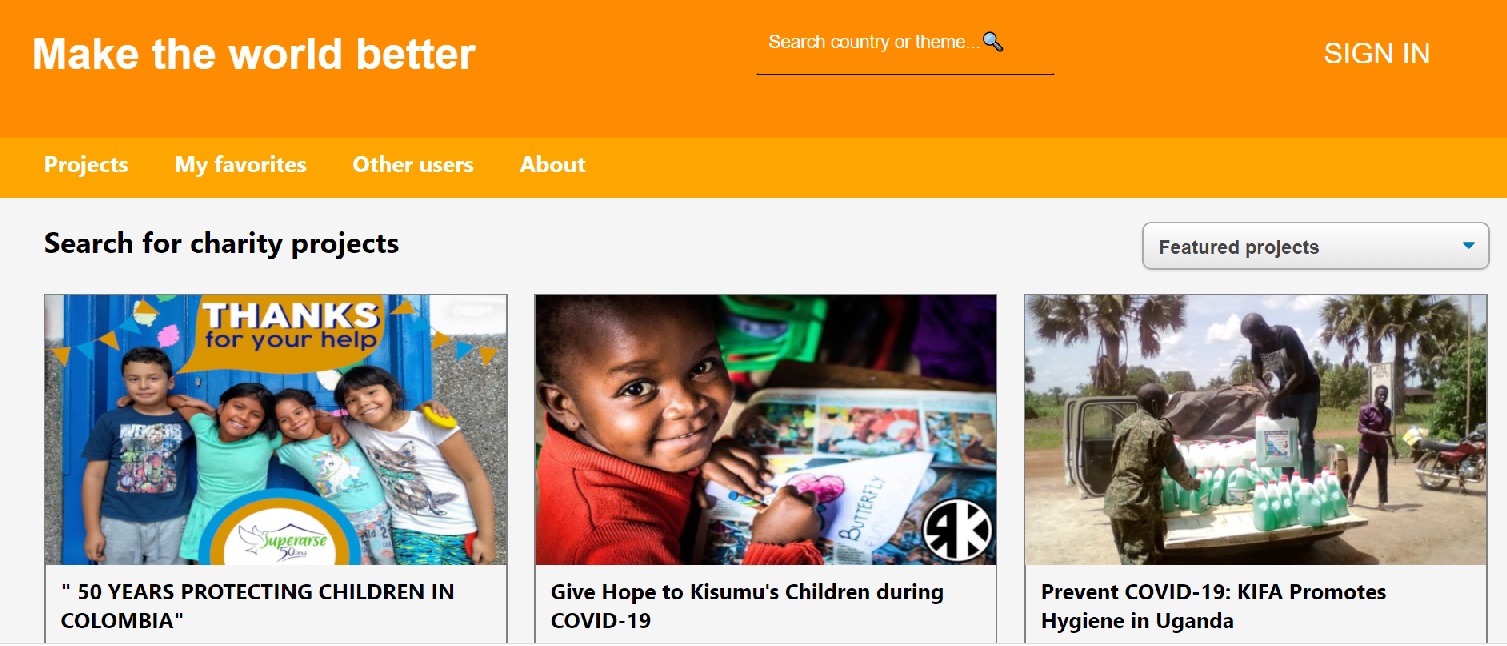 Make the world better
Search country or theme...
SIGN IN
Projects
My favorites
Other users
About
Search for charity projects
Featured projects
THANKS
for your help
Superarse
50
BUTTERFLY
" 50 YEARS PROTECTING CHILDREN IN
COLOMBIA"
Give Hope to Kisumu's Children during
COVID-19
Prevent COVID-19: KIFA Promotes
Hygiene in Uganda